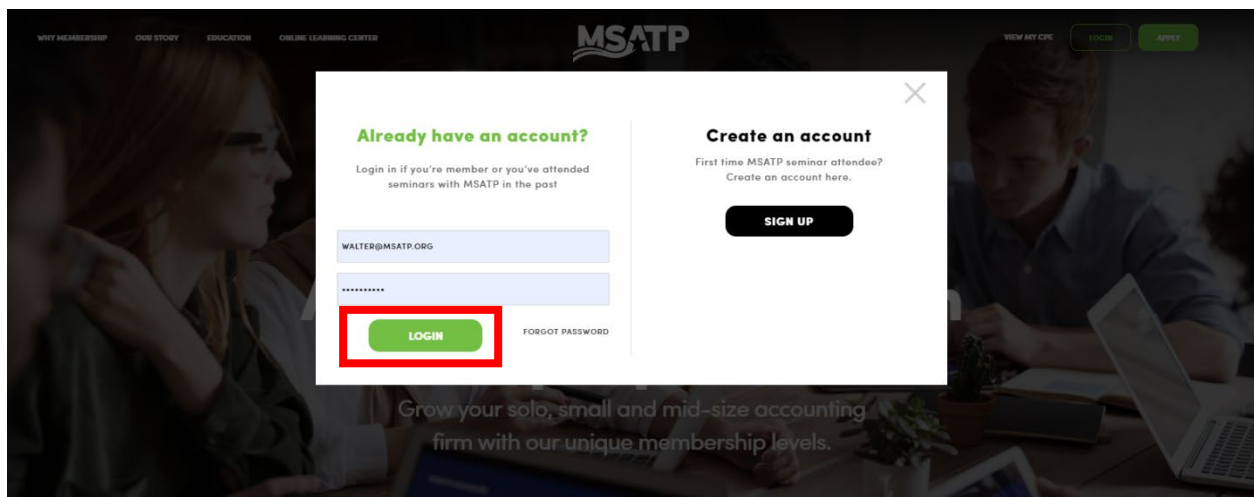 WHY MEMBERSHIP OUR STORY EDUCATION ONLINE LEARNING CENTER
MSATP
VIEW MY CPE LOGIN APPLY
Already have an account?
Login in if you're member or you've attended
seminars with MSATP in the past
WALTER@MSATP.ORG
••••••••••
LOGIN FORGOT PASSWORD
Create an account
First time MSATP seminar attendee?
Create an account here.
SIGN UP
Grow your solo, small and mid-size accounting
firm with our unique membership levels.